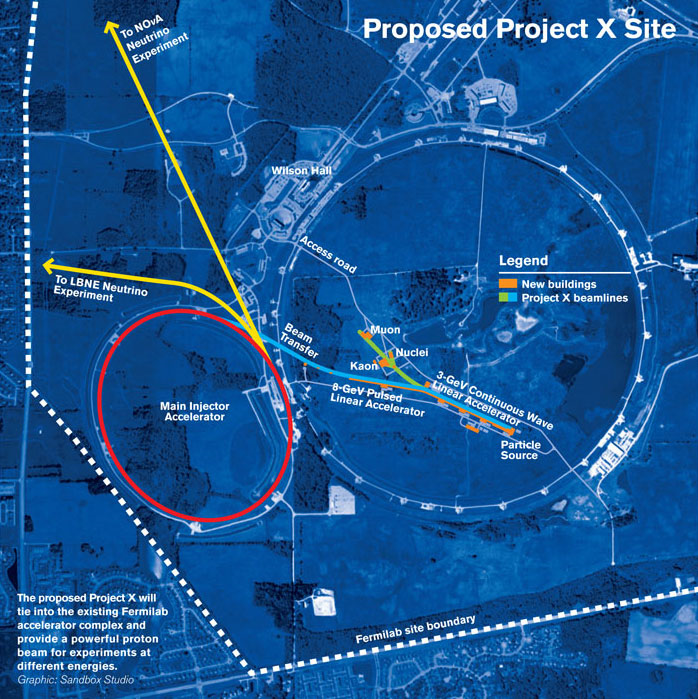 Proposed Project X Site
To NOvA
Neutrino
Experiment
Wilson Hall
Access road
To LBNE Neutrino
Experiment
Legend
New buildings
Project X beamlines
Beam
Transfer
Muon
Nuclei
Kaon
3-GeV Continuous Wave
Linear Accelerator
8-GeV Pulsed
Linear Accelerator
Main Injector
Accelerator
Particle
Source
The proposed Project X will
tie into the existing Fermilab
accelerator complex and
provide a powerful proton
beam for experiments at
different energies.
Graphic: Sandbox Studio
Fermilab site boundary